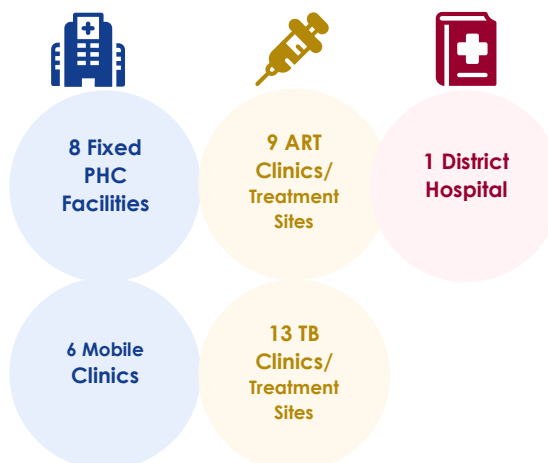 8 Fixed
PHC
Facilities
9 ART
Clinics/
Treatment
Sites
1 District
Hospital
6 Mobile
Clinics
13 TB
Clinics/
Treatment
Sites